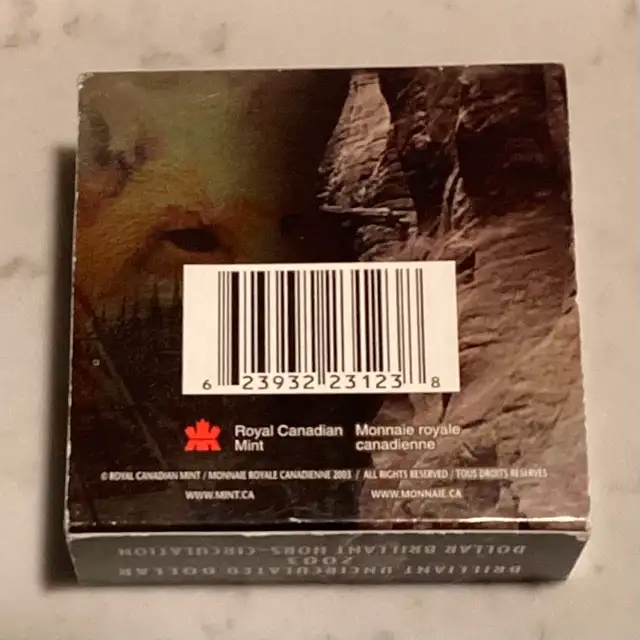 6 23932 23123 8
Royal Canadian Mint
Monnaie royale canadienne
© ROYAL CANADIAN MINT / MONNAIE ROYALE CANADIENNE 2003 / ALL RIGHTS RESERVED / TOUS DROITS RESERVÉS
WWW.MINT.CA
WWW.MONNAIE.CA
BRILLIANT UNCIRCULATED DOLLAR
2003
DOLLAR BRILLANT HORS-CIRCULATION